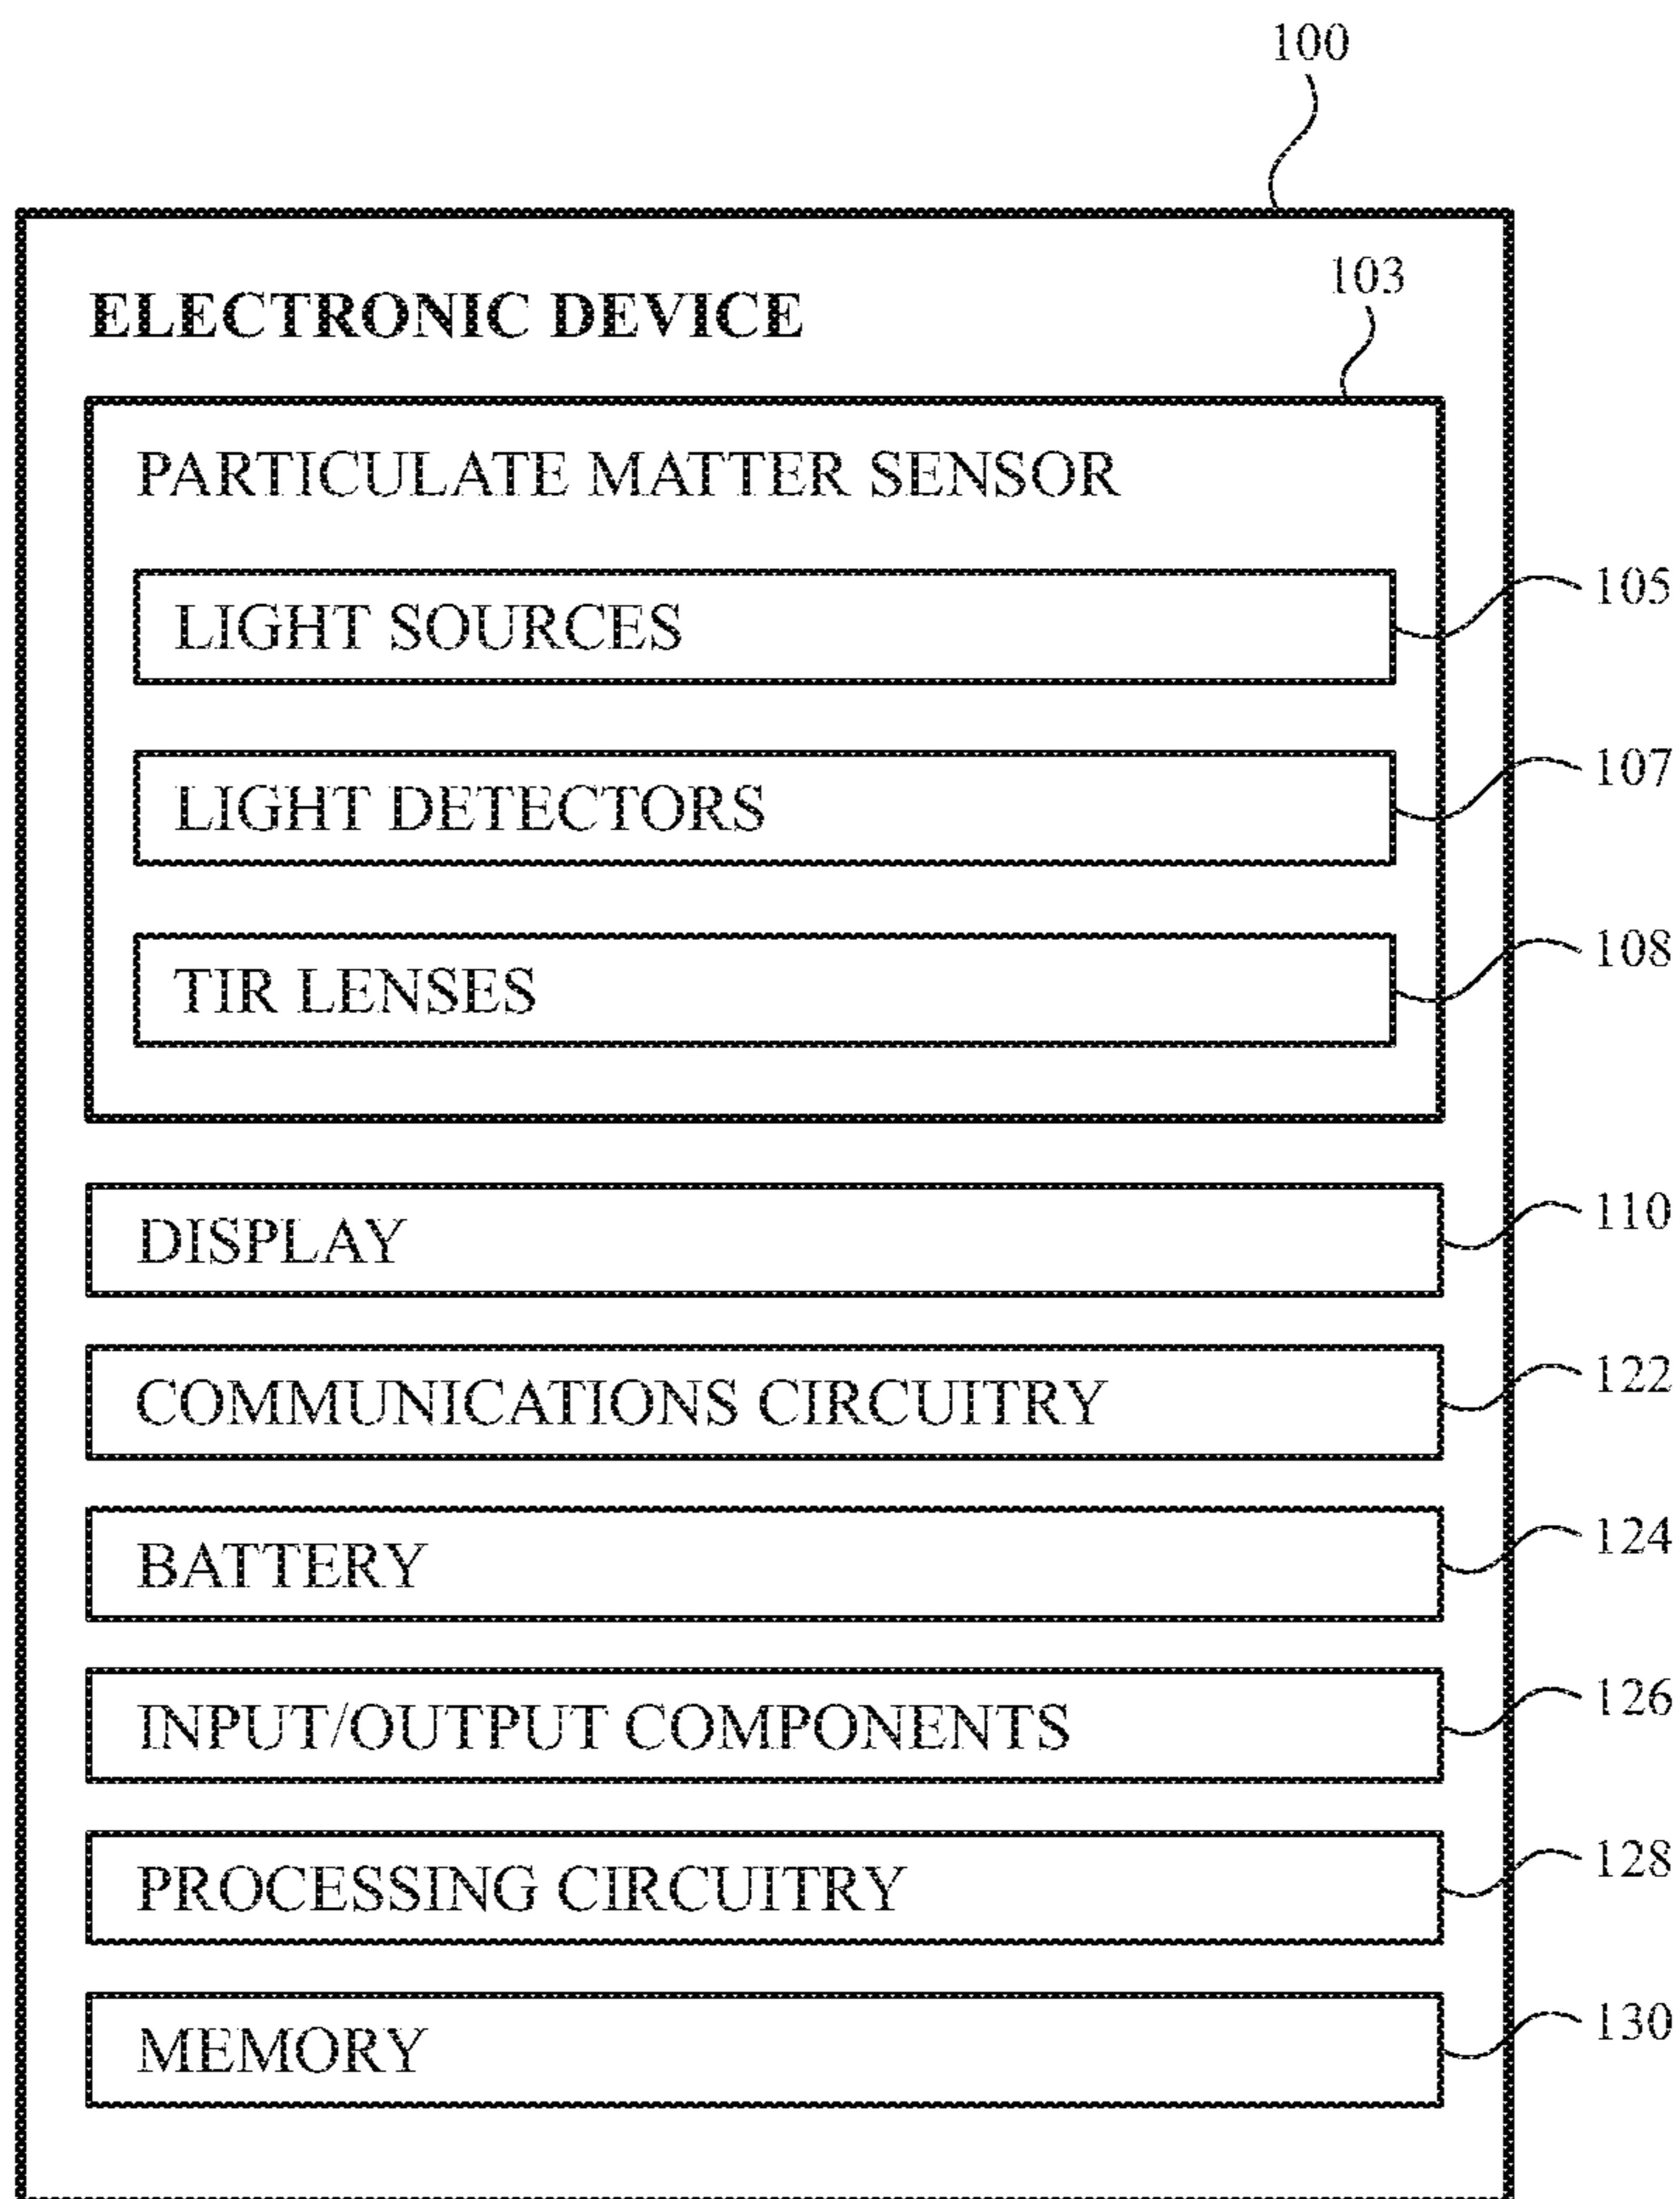 100
ELECTRONIC DEVICE
103
PARTICULATE MATTER SENSOR
LIGHT SOURCES
105
LIGHT DETECTORS
107
TIR LENSES
108
DISPLAY
110
COMMUNICATIONS CIRCUITRY
122
BATTERY
124
INPUT/OUTPUT COMPONENTS
126
PROCESSING CIRCUITRY
128
MEMORY
130